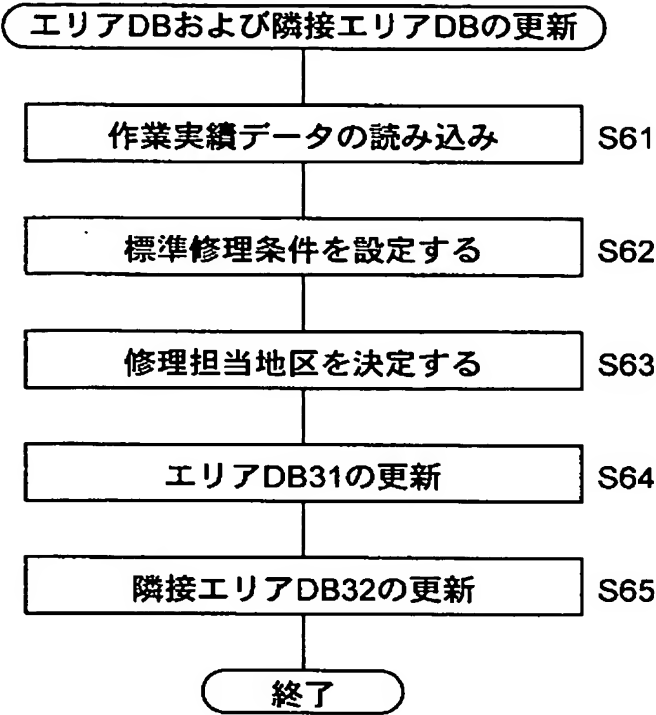 エリアDBおよび隣接エリアDBの更新
作業実績データの読み込み S61
標準修理条件を設定する S62
修理担当地区を決定する S63
エリアDB31の更新 S64
隣接エリアDB32の更新 S65
終了